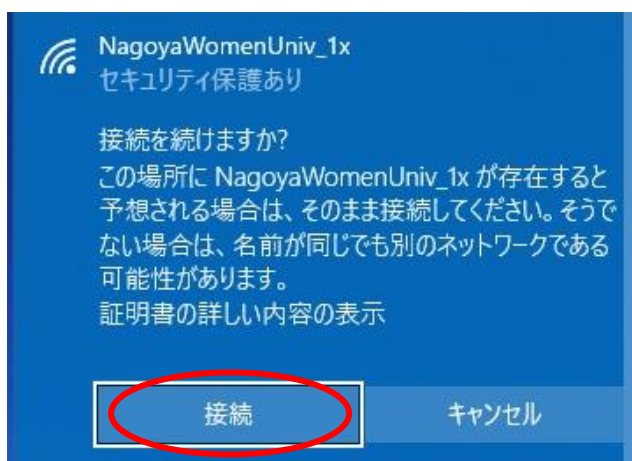 NagoyaWomenUniv_1x
セキュリティ保護あり
接続を続けますか?
この場所に NagoyaWomenUniv_1x が存在すると
予想される場合は、そのまま接続してください。そうで
ない場合は、名前が同じでも別のネットワークである
可能性があります。
証明書の詳しい内容の表示
接続 キャンセル